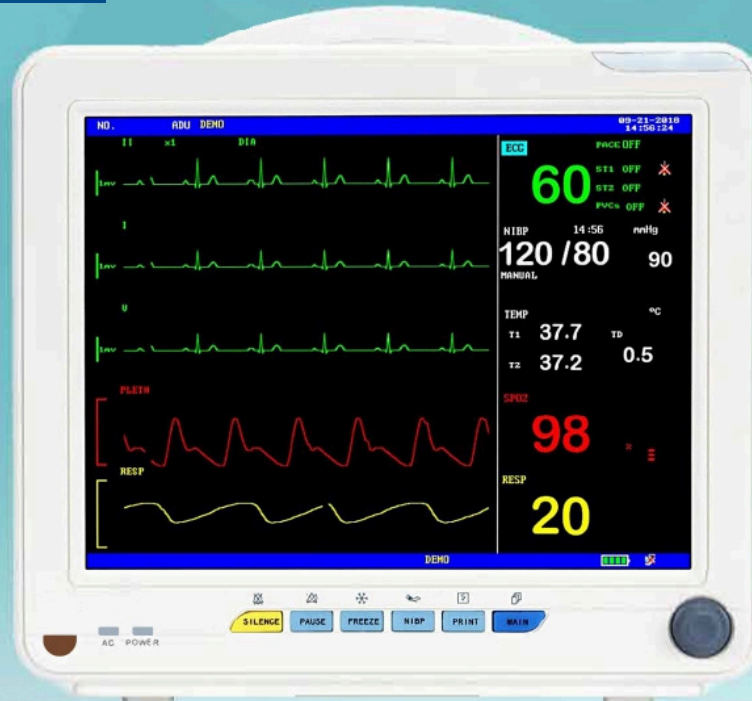 NO. ADU DEMO 09-21-2018
14:56:24
II x1 DIA
1mv
I
1mv
V
1mv
PLETH
RESP
ECG PACE OFF
60
ST1 OFF
ST2 OFF
PVCs OFF
NIBP 14:56 mmHg
120 /80 90
MANUAL
TEMP ºC
T1 37.7 TD
T2 37.2 0.5
SPO2
98
RESP
20
DEMO
SILENCE PAUSE FREEZE NIBP PRINT MAIN
AC POWER